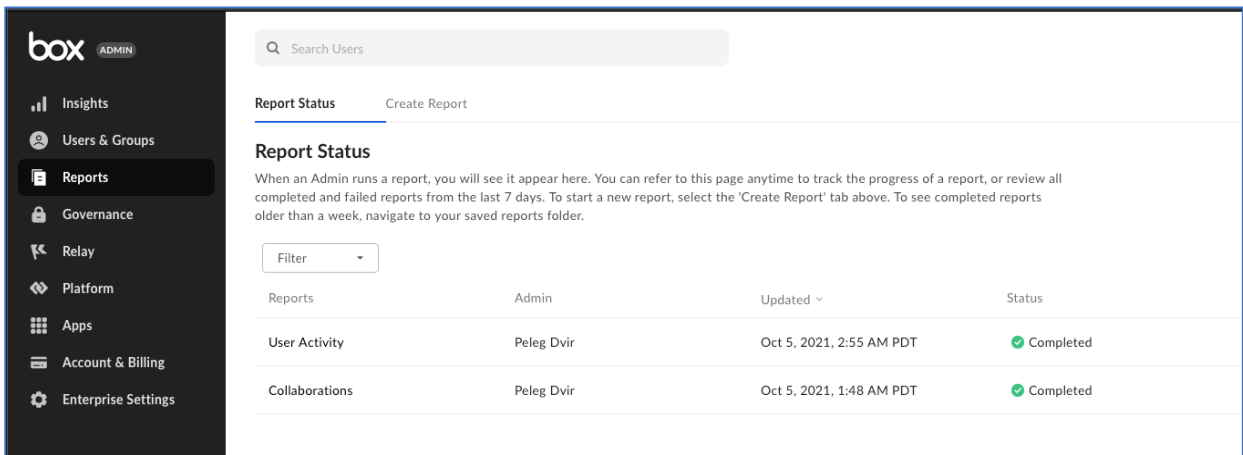 box ADMIN
Search Users
Insights
Users & Groups
Reports
Governance
Relay
Platform
Apps
Account & Billing
Enterprise Settings
Report Status Create Report
Report Status
When an Admin runs a report, you will see it appear here. You can refer to this page anytime to track the progress of a report, or review all
completed and failed reports from the last 7 days. To start a new report, select the 'Create Report' tab above. To see completed reports
older than a week, navigate to your saved reports folder.
Filter
Reports Admin Updated Status
User Activity Peleg Dvir Oct 5, 2021, 2:55 AM PDT Completed
Collaborations Peleg Dvir Oct 5, 2021, 1:48 AM PDT Completed